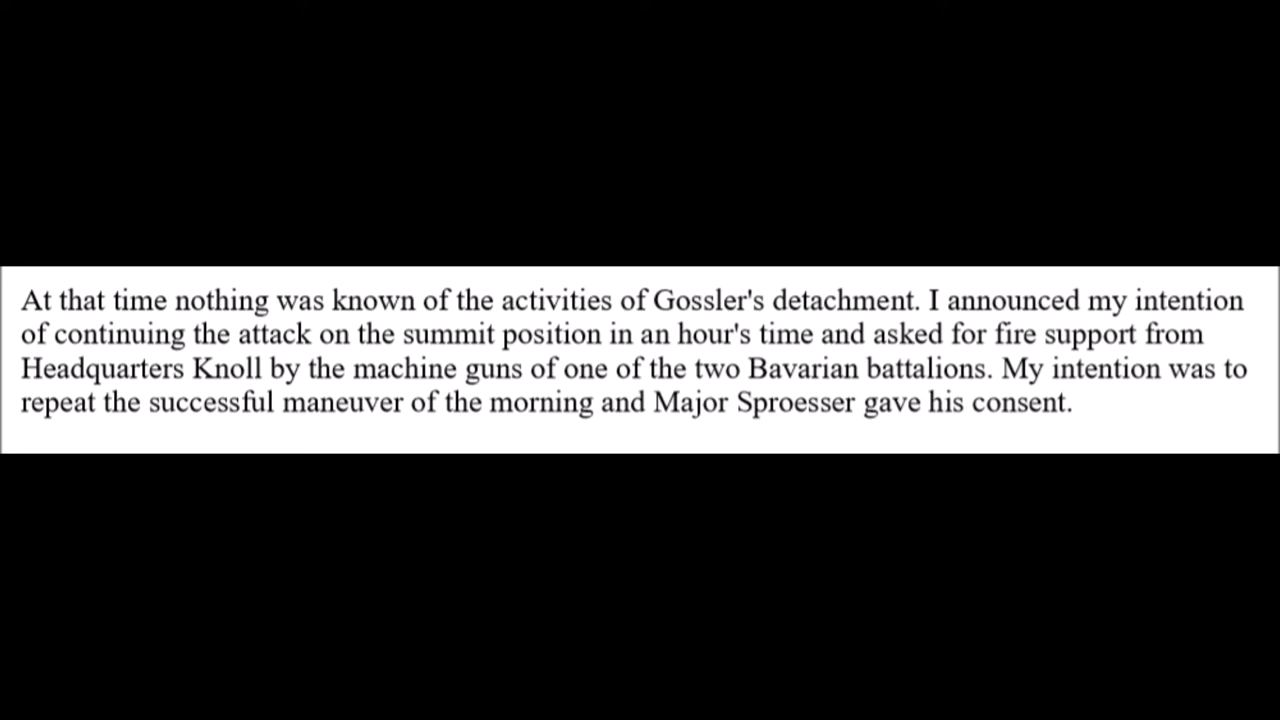 At that time nothing was known of the activities of Gossler's detachment. I announced my intention
of continuing the attack on the summit position in an hour's time and asked for fire support from
Headquarters Knoll by the machine guns of one of the two Bavarian battalions. My intention was to
repeat the successful maneuver of the morning and Major Sproesser gave his consent.